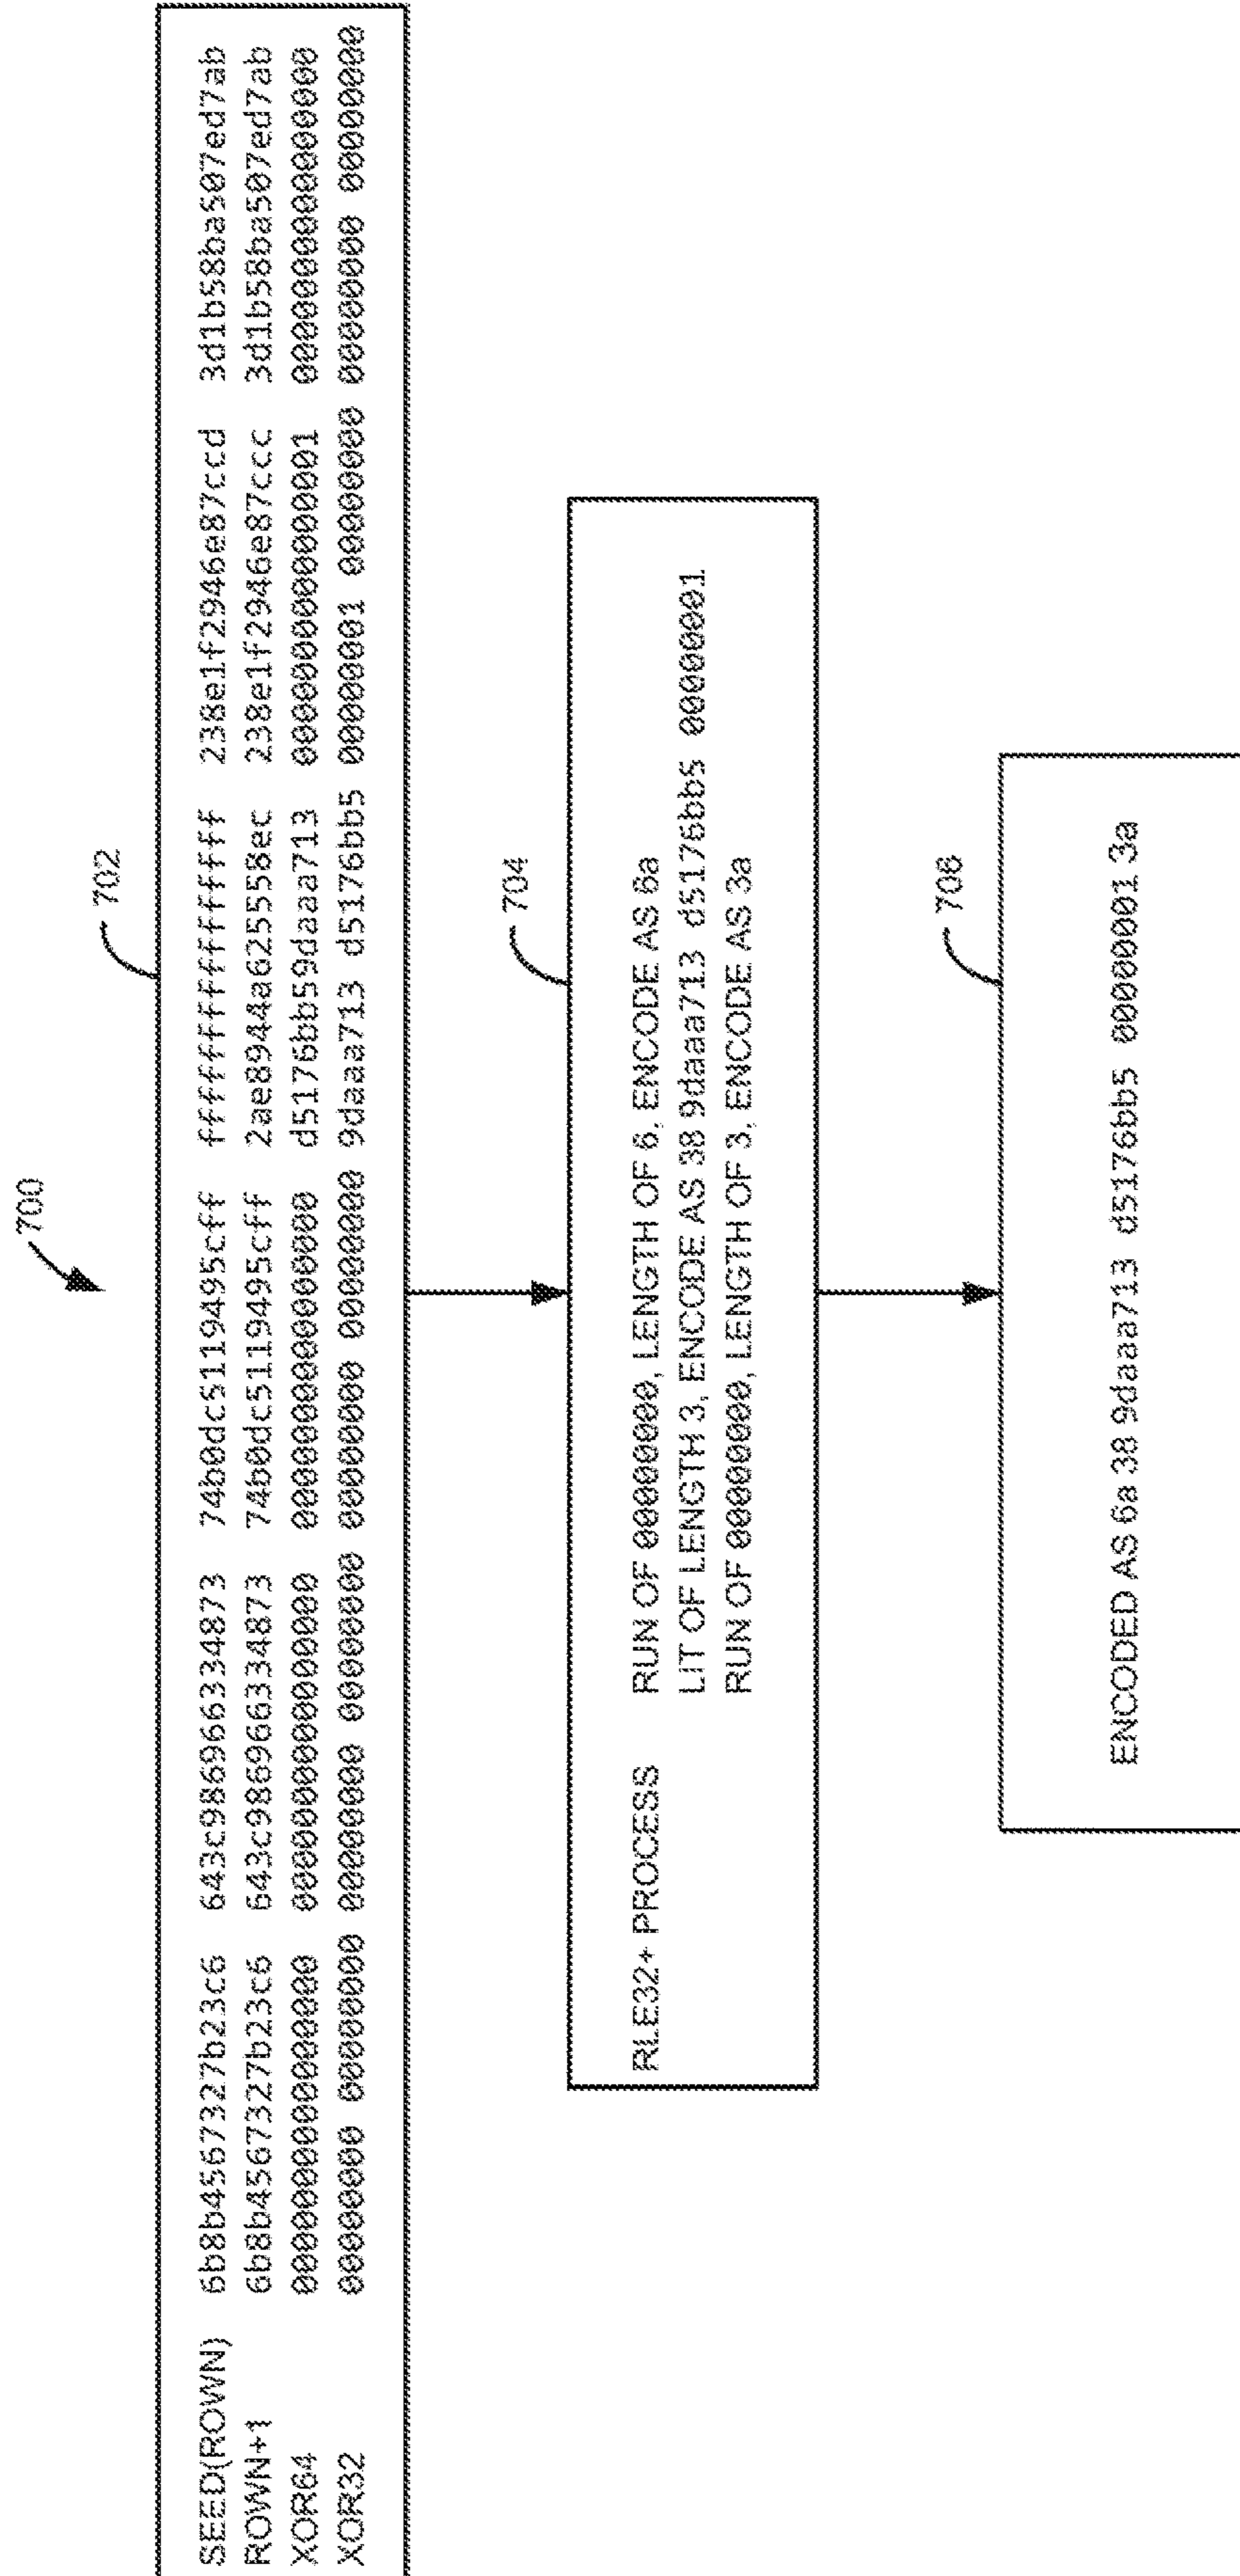 700
702
SEED(ROWN) 6b8b4567327b23c6 643c986966334873 74b0dc5119495cff ffffffffffffffff 238e1f2946e87ccd 3d1b58ba507ed7ab
ROWN+1 6b8b4567327b23c6 643c986966334873 74b0dc5119495cff 2ae8944a625558ec 238e1f2946e87ccc 3d1b58ba507ed7ab
XOR64 0000000000000000 0000000000000000 0000000000000000 d5176bb59daaa713 0000000000000001 0000000000000000
XOR32 00000000 00000000 00000000 00000000 00000000 00000000 9daaa713 d5176bb5 00000001 00000000 00000000 00000000
704
RLE32+ PROCESS RUN OF 00000000, LENGTH OF 6, ENCODE AS 6a
LIT OF LENGTH 3, ENCODE AS 38 9daaa713 d5176bb5 00000001
RUN OF 00000000, LENGTH OF 3, ENCODE AS 3a
706
ENCODED AS 6a 38 9daaa713 d5176bb5 00000001 3a